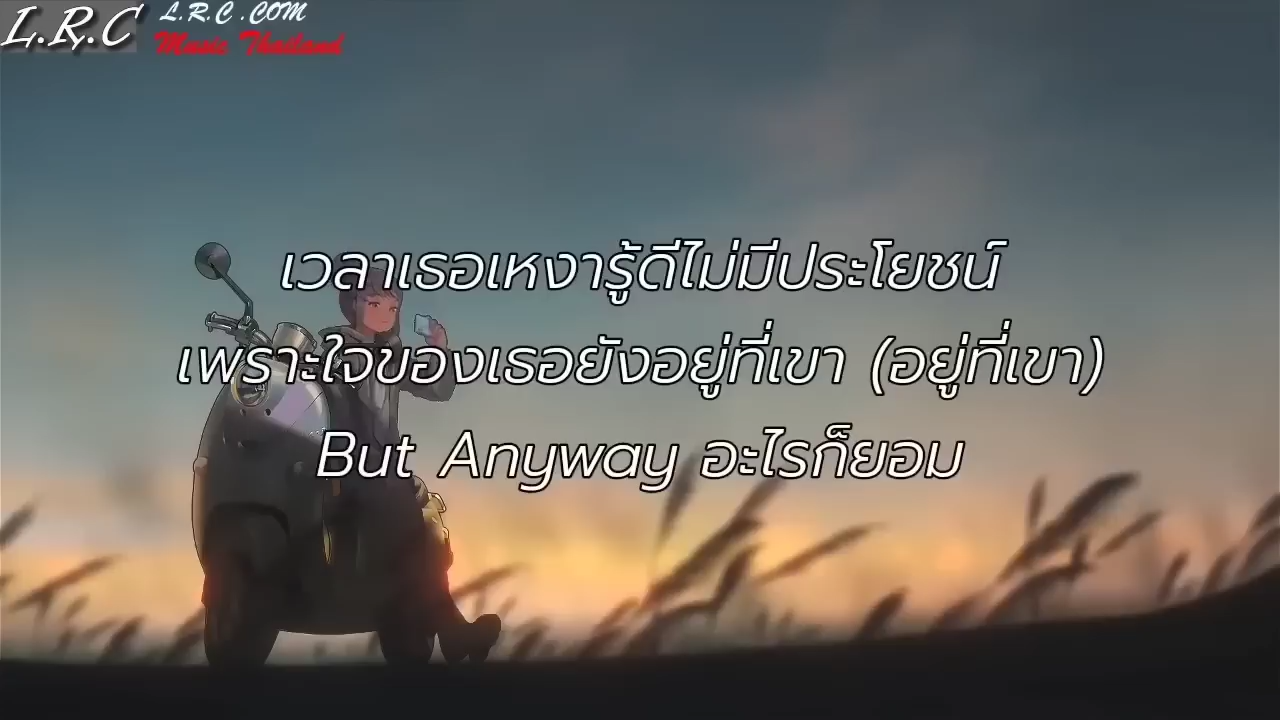 L.R.C
L.R.C .COM
Music Thailand
เวลาเธอเหงารู้ดีไม่มีประโยชน์
เพราะใจของเธอยังอยู่ที่เขา (อยู่ที่เขา)
But Anyway อะไรก็ยอม